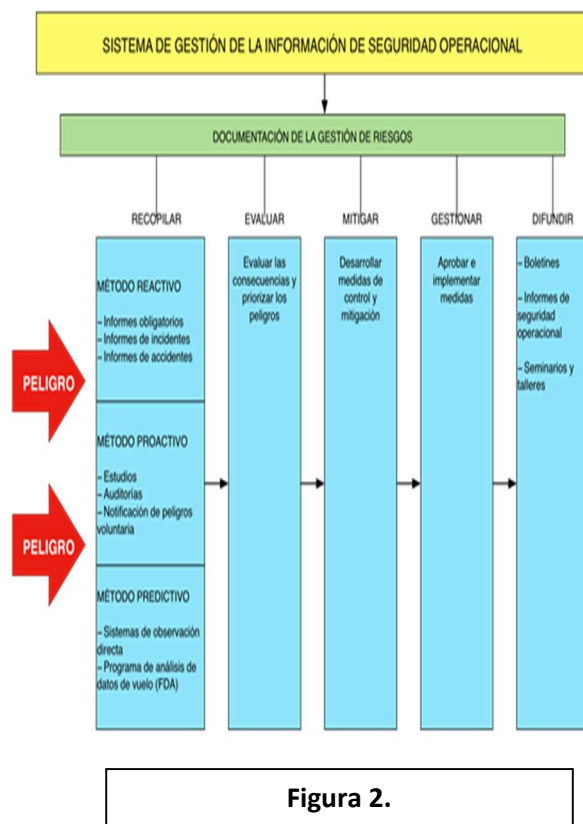 SISTEMA DE GESTIÓN DE LA INFORMACIÓN DE SEGURIDAD OPERACIONAL
DOCUMENTACIÓN DE LA GESTIÓN DE RIESGOS
RECOPILAR
EVALUAR
MITIGAR
GESTIONAR
DIFUNDIR
PELIGRO
PELIGRO
MÉTODO REACTIVO
– Informes obligatorios
– Informes de incidentes
– Informes de accidentes
MÉTODO PROACTIVO
– Estudios
– Auditorías
– Notificación de peligros
voluntaria
MÉTODO PREDICTIVO
– Sistemas de observación
directa
– Programa de análisis de
datos de vuelo (FDA)
Evaluar las
consecuencias y
priorizar los
peligros
Desarrollar
medidas de
control y
mitigación
Aprobar e
implementar
medidas
– Boletines
– Informes de
seguridad
operacional
– Seminarios y
talleres
Figura 2.